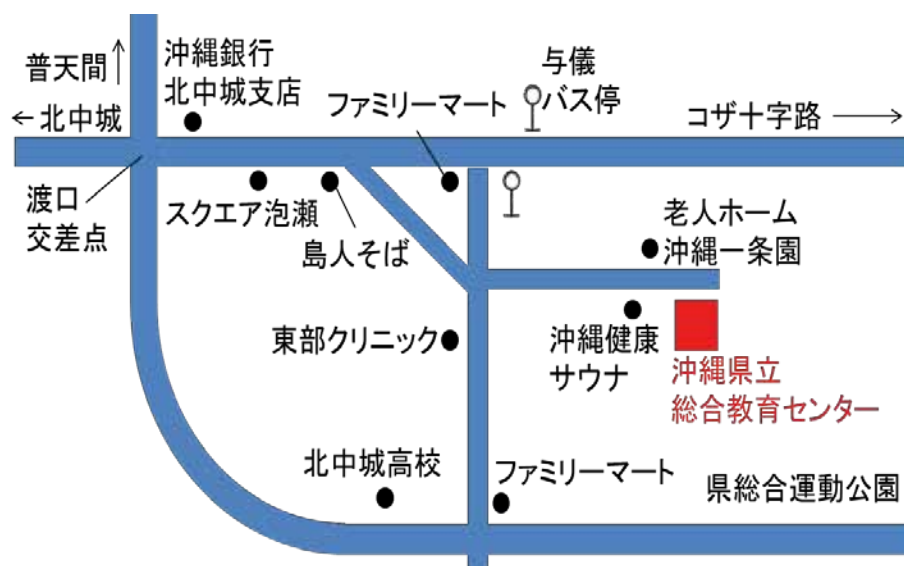 普天間↑
←北中城
沖縄銀行
北中城支店
ファミリーマート
与儀
バス停
コザ十字路→
渡口
交差点
スクエア泡瀬
島人そば
老人ホーム
沖縄一条園
東部クリニック
沖縄健康
サウナ
沖縄県立
総合教育センター
北中城高校
ファミリーマート
県総合運動公園